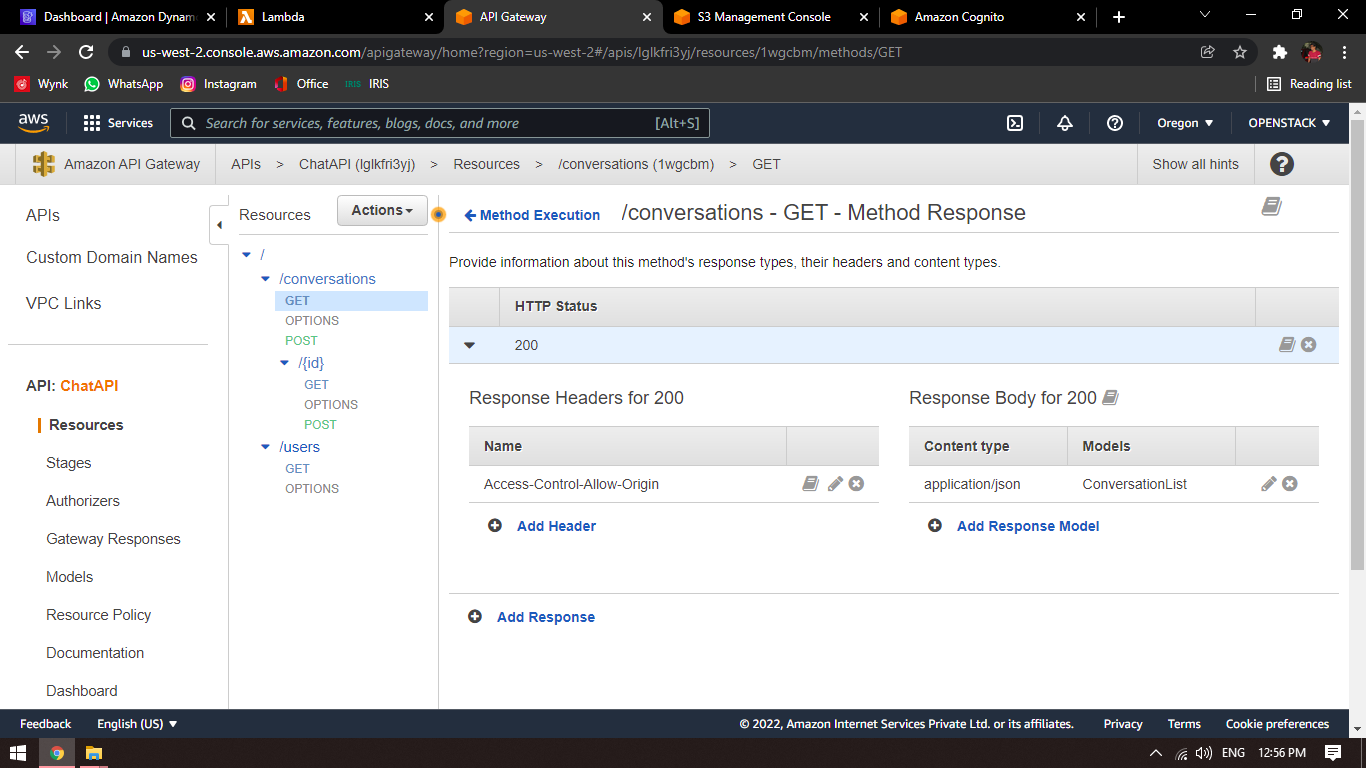 Dashboard | Amazon Dynam
Lambda
API Gateway
S3 Management Console
Amazon Cognito
us-west-2.console.aws.amazon.com/apigateway/home?region=us-west-2#/apis/lglkfri3yj/resources/1wgcbm/methods/GET
Wynk
WhatsApp
Instagram
Office
IRIS IRIS
Reading list
aws
Services
Search for services, features, blogs, docs, and more [Alt+S]
Oregon
OPENSTACK
Amazon API Gateway
APIs > ChatAPI (lglkfri3yj) > Resources > /conversations (1wgcbm) > GET
Show all hints
APIs
Custom Domain Names
VPC Links
API: ChatAPI
Resources
Stages
Authorizers
Gateway Responses
Models
Resource Policy
Documentation
Dashboard
Resources
Actions
/
/conversations
GET
OPTIONS
POST
/{id}
GET
OPTIONS
POST
/users
GET
OPTIONS
Method Execution /conversations - GET - Method Response
Provide information about this method's response types, their headers and content types.
HTTP Status
200
Response Headers for 200
Name
Access-Control-Allow-Origin
Add Header
Response Body for 200
Content type Models
application/json ConversationList
Add Response Model
Add Response
Feedback
English (US)
© 2022, Amazon Internet Services Private Ltd. or its affiliates.
Privacy
Terms
Cookie preferences
ENG
12:56 PM